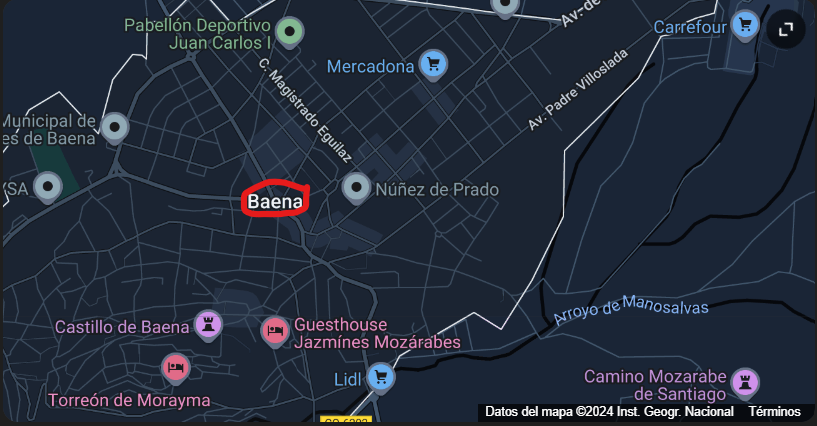 Pabellón Deportivo
Juan Carlos I
Carrefour
Av.
Mercadona
C. Magistrado Eguilaz
Av. Padre Villoslada
Municipal de
es de Baena
Baena
Núñez de Prado
Arroyo de Manosalvas
Castillo de Baena
Guesthouse
Jazmínes Mozárabes
Torreón de Morayma
Lidl
Camino Mozarabe
de Santiago
Datos del mapa ©2024 Inst. Geogr. Nacional Términos